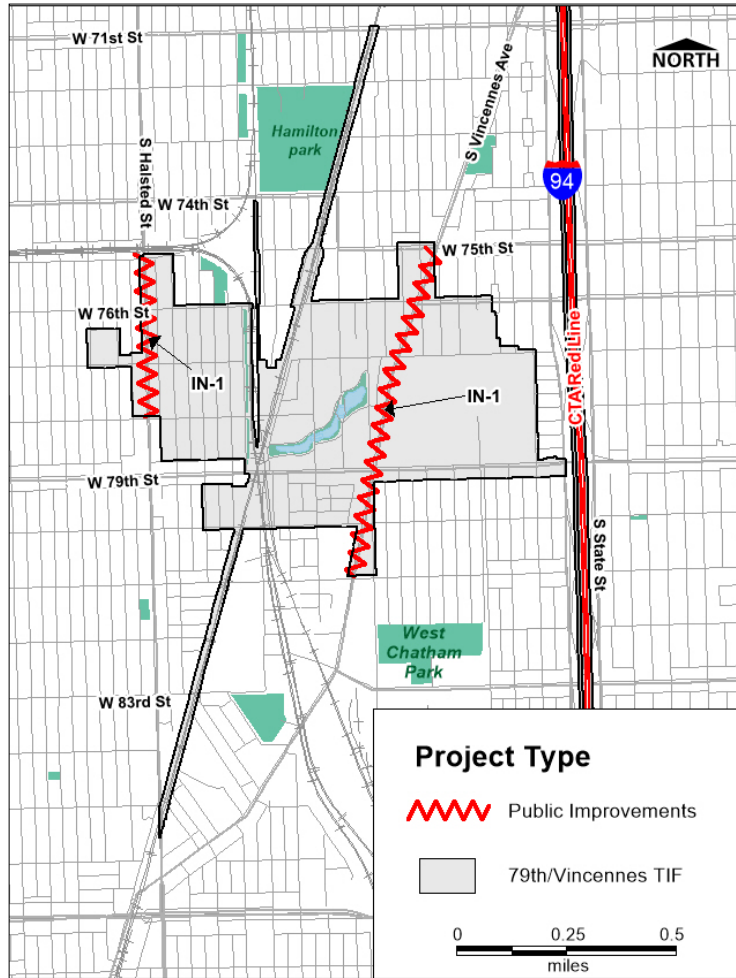 W 71st St
NORTH
S Vincennes Ave
Hamilton
park
S Halsted St
94
W 74th St
W 75th St
W 76th St
CTA Red Line
IN-1
IN-1
W 79th St
S State St
West
Chatham
Park
W 83rd St
Project Type
Public Improvements
79th/Vincennes TIF
0 0.25 0.5
miles